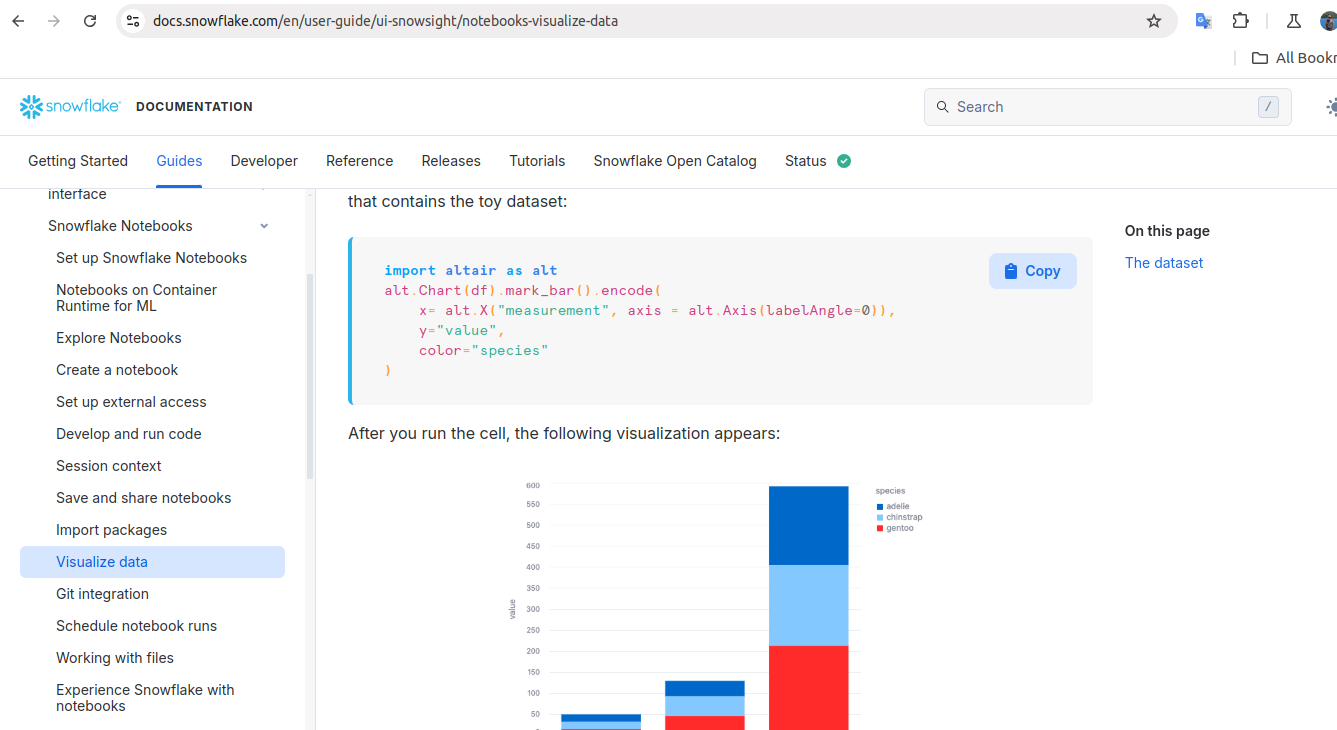 docs.snowflake.com/en/user-guide/ui-snowsight/notebooks-visualize-data
All Bookr
snowflake®
DOCUMENTATION
Search
/
Getting Started
Guides
Developer
Reference
Releases
Tutorials
Snowflake Open Catalog
Status
interface
Snowflake Notebooks
Set up Snowflake Notebooks
Notebooks on Container
Runtime for ML
Explore Notebooks
Create a notebook
Set up external access
Develop and run code
Session context
Save and share notebooks
Import packages
Visualize data
Git integration
Schedule notebook runs
Working with files
Experience Snowflake with
notebooks
that contains the toy dataset:
import altair as alt
alt.Chart(df).mark_bar().encode(
x= alt.X("measurement", axis = alt.Axis(labelAngle=0)),
y="value",
color="species"
)
Copy
After you run the cell, the following visualization appears:
600
550
500
450
400
350
300
250
200
150
100
50
value
species
adelie
chinstrap
gentoo
On this page
The dataset